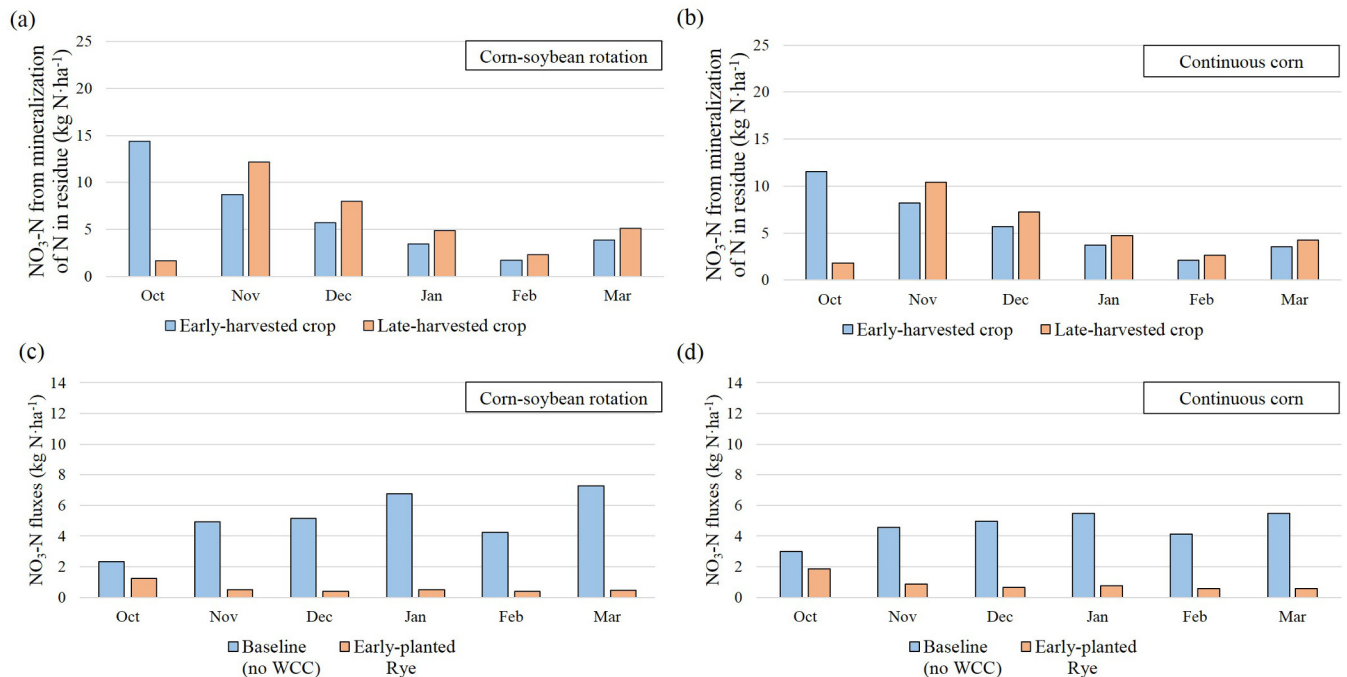 (a)
NO₃-N from mineralization
of N in residue (kg N·ha⁻¹)
25
20
15
10
5
0
Corn-soybean rotation
Oct Nov Dec Jan Feb Mar
Early-harvested crop Late-harvested crop
(b)
NO₃-N from mineralization
of N in residue (kg N·ha⁻¹)
25
20
15
10
5
0
Continuous corn
Oct Nov Dec Jan Feb Mar
Early-harvested crop Late-harvested crop
(c)
NO₃-N fluxes (kg N·ha⁻¹)
14
12
10
8
6
4
2
0
Corn-soybean rotation
Oct Nov Dec Jan Feb Mar
Baseline Early-planted
(no WCC) Rye
(d)
NO₃-N fluxes (kg N·ha⁻¹)
14
12
10
8
6
4
2
0
Continuous corn
Oct Nov Dec Jan Feb Mar
Baseline Early-planted
(no WCC) Rye